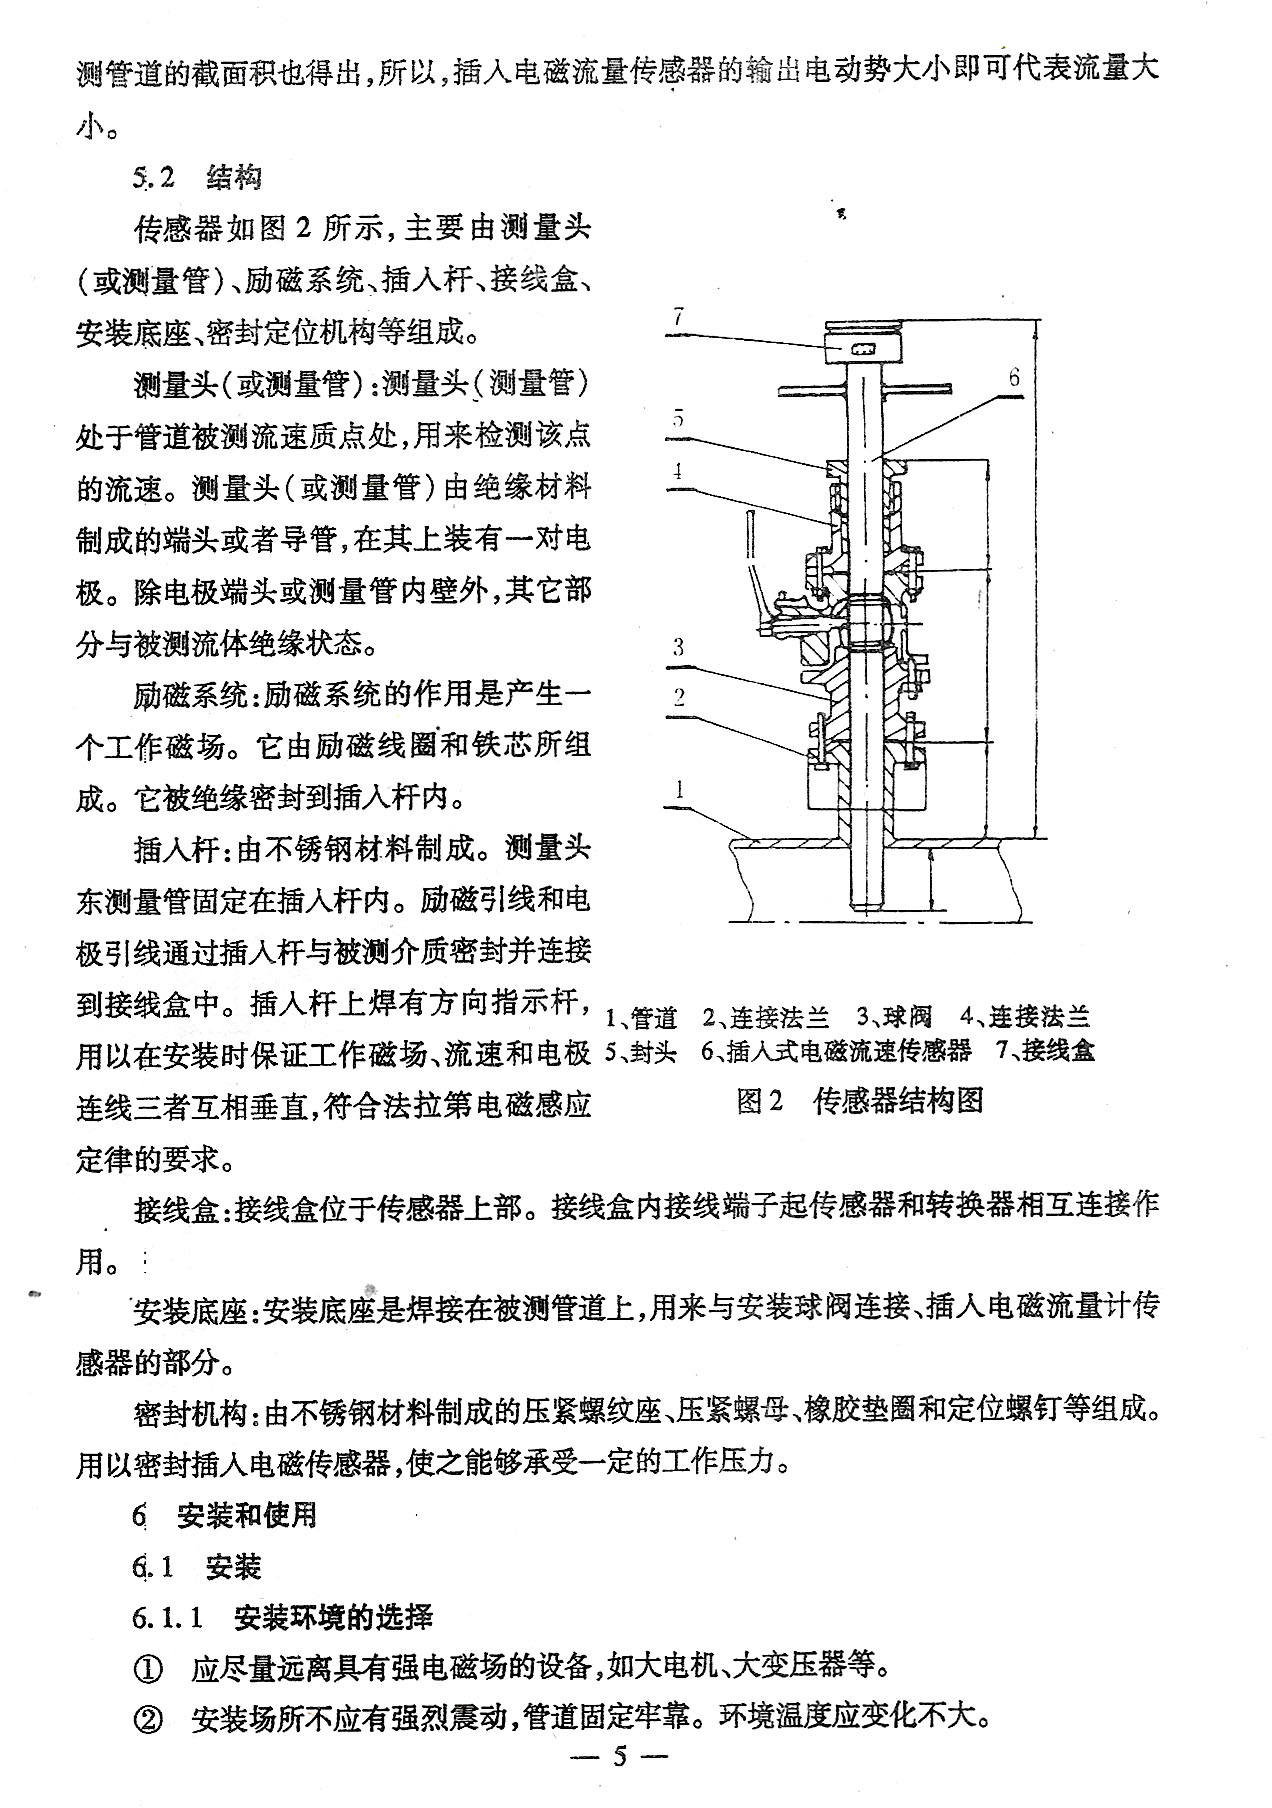 测管道的截面积也得出,所以,插入电磁流量传感器的输出电动势大小即可代表流量大
小。
5.2 结构
传感器如图 2 所示,主要由测量头
(或测量管)、励磁系统、插入杆、接线盒、
安装底座、密封定位机构等组成。
测量头(或测量管):测量头(测量管)
处于管道被测流速质点处,用来检测该点
的流速。测量头(或测量管)由绝缘材料
制成的端头或者导管,在其上装有一对电
极。除电极端头或测量管内壁外,其它部
分与被测流体绝缘状态。
励磁系统:励磁系统的作用是产生一
个工作磁场。它由励磁线圈和铁芯所组
成。它被绝缘密封到插入杆内。
插入杆:由不锈钢材料制成。测量头
东测量管固定在插入杆内。励磁引线和电
极引线通过插入杆与被测介质密封并连接
到接线盒中。插入杆上焊有方向指示杆,
用以在安装时保证工作磁场、流速和电极
连线三者互相垂直,符合法拉第电磁感应
定律的要求。
7
6
5
4
3
2
1
1、管道 2、连接法兰 3、球阀 4、连接法兰
5、封头 6、插入式电磁流速传感器 7、接线盒
图 2 传感器结构图
接线盒:接线盒位于传感器上部。接线盒内接线端子起传感器和转换器相互连接作
用。
安装底座:安装底座是焊接在被测管道上,用来与安装球阀连接、插入电磁流量计传
感器的部分。
密封机构:由不锈钢材料制成的压紧螺纹座、压紧螺母、橡胶垫圈和定位螺钉等组成。
用以密封插入电磁传感器,使之能够承受一定的工作压力。
6 安装和使用
6.1 安装
6.1.1 安装环境的选择
① 应尽量远离具有强电磁场的设备,如大电机、大变压器等。
② 安装场所不应有强烈震动,管道固定牢靠。环境温度应变化不大。
— 5 —